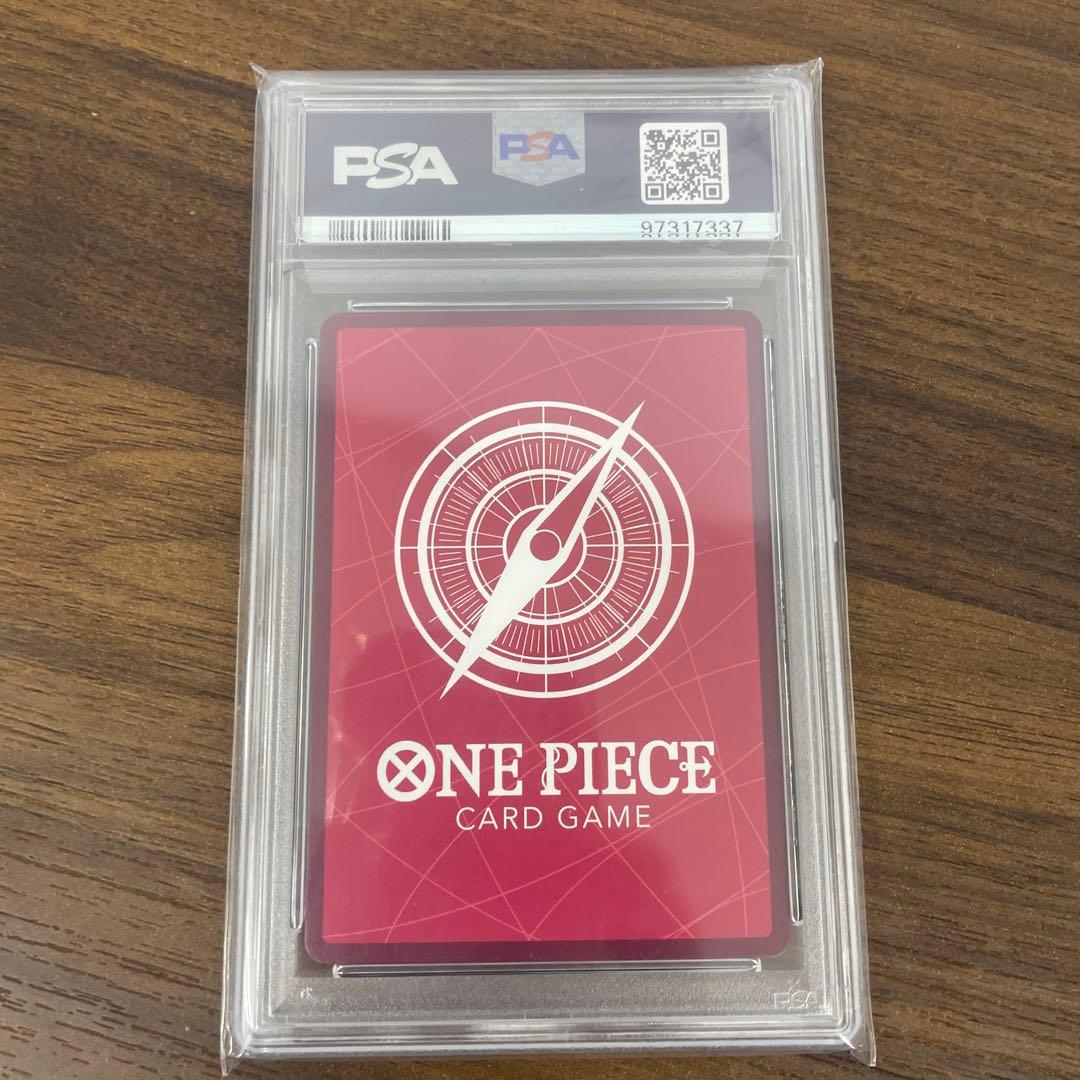 PSA
PSA
97317337
ONE PIECE
CARD GAME
PSA